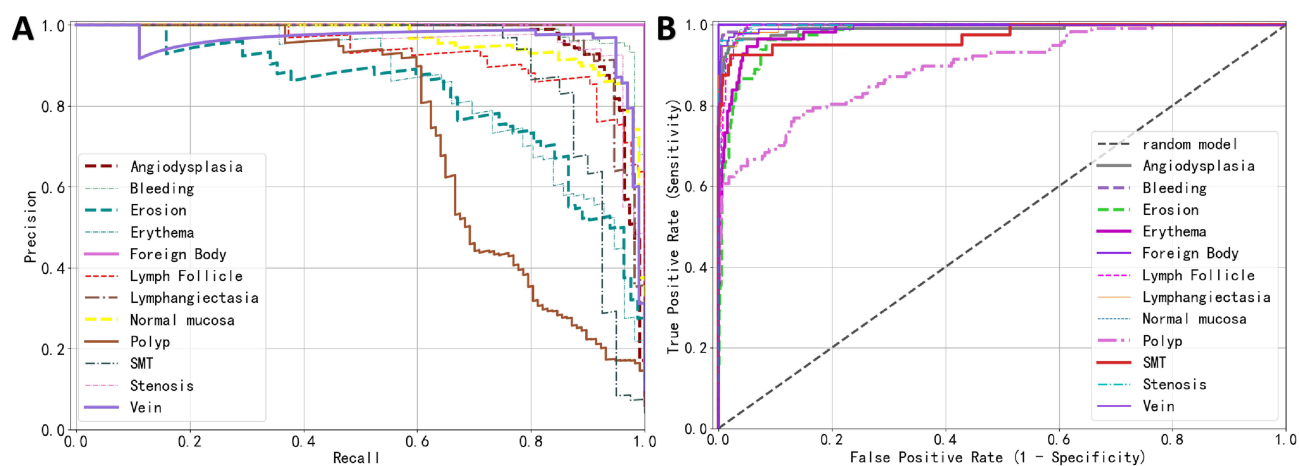 A
1.0
0.8
0.6
0.4
0.2
0.0
Precision
Angiodysplasia
Bleeding
Erosion
Erythema
Foreign Body
Lymph Follicle
Lymphangiectasia
Normal mucosa
Polyp
SMT
Stenosis
Vein
0.0 0.2 0.4 0.6 0.8 1.0
Recall
B
1.0
0.8
0.6
0.4
0.2
0.0
True Positive Rate (Sensitivity)
random model
Angiodysplasia
Bleeding
Erosion
Erythema
Foreign Body
Lymph Follicle
Lymphangiectasia
Normal mucosa
Polyp
SMT
Stenosis
Vein
0.0 0.2 0.4 0.6 0.8 1.0
False Positive Rate (1 - Specificity)